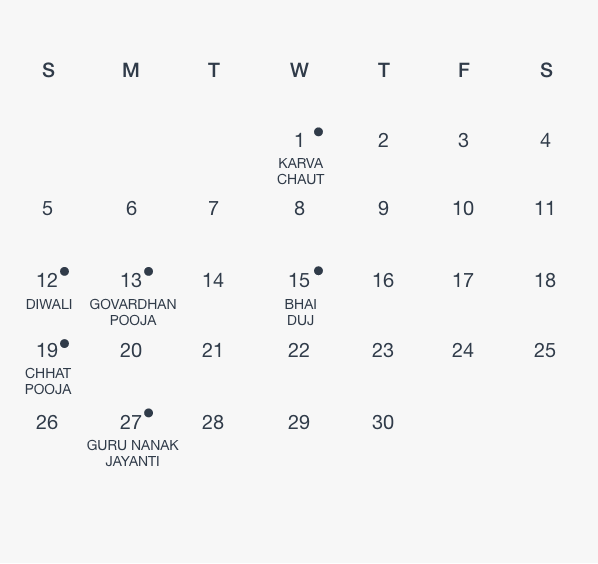 S M T W T F S
1 2 3 4
KARVA
CHAUT
5 6 7 8 9 10 11
12 13 14 15 16 17 18
DIWALI GOVARDHAN BHAI
POOJA DUJ
19 20 21 22 23 24 25
CHHAT
POOJA
26 27 28 29 30
GURU NANAK
JAYANTI